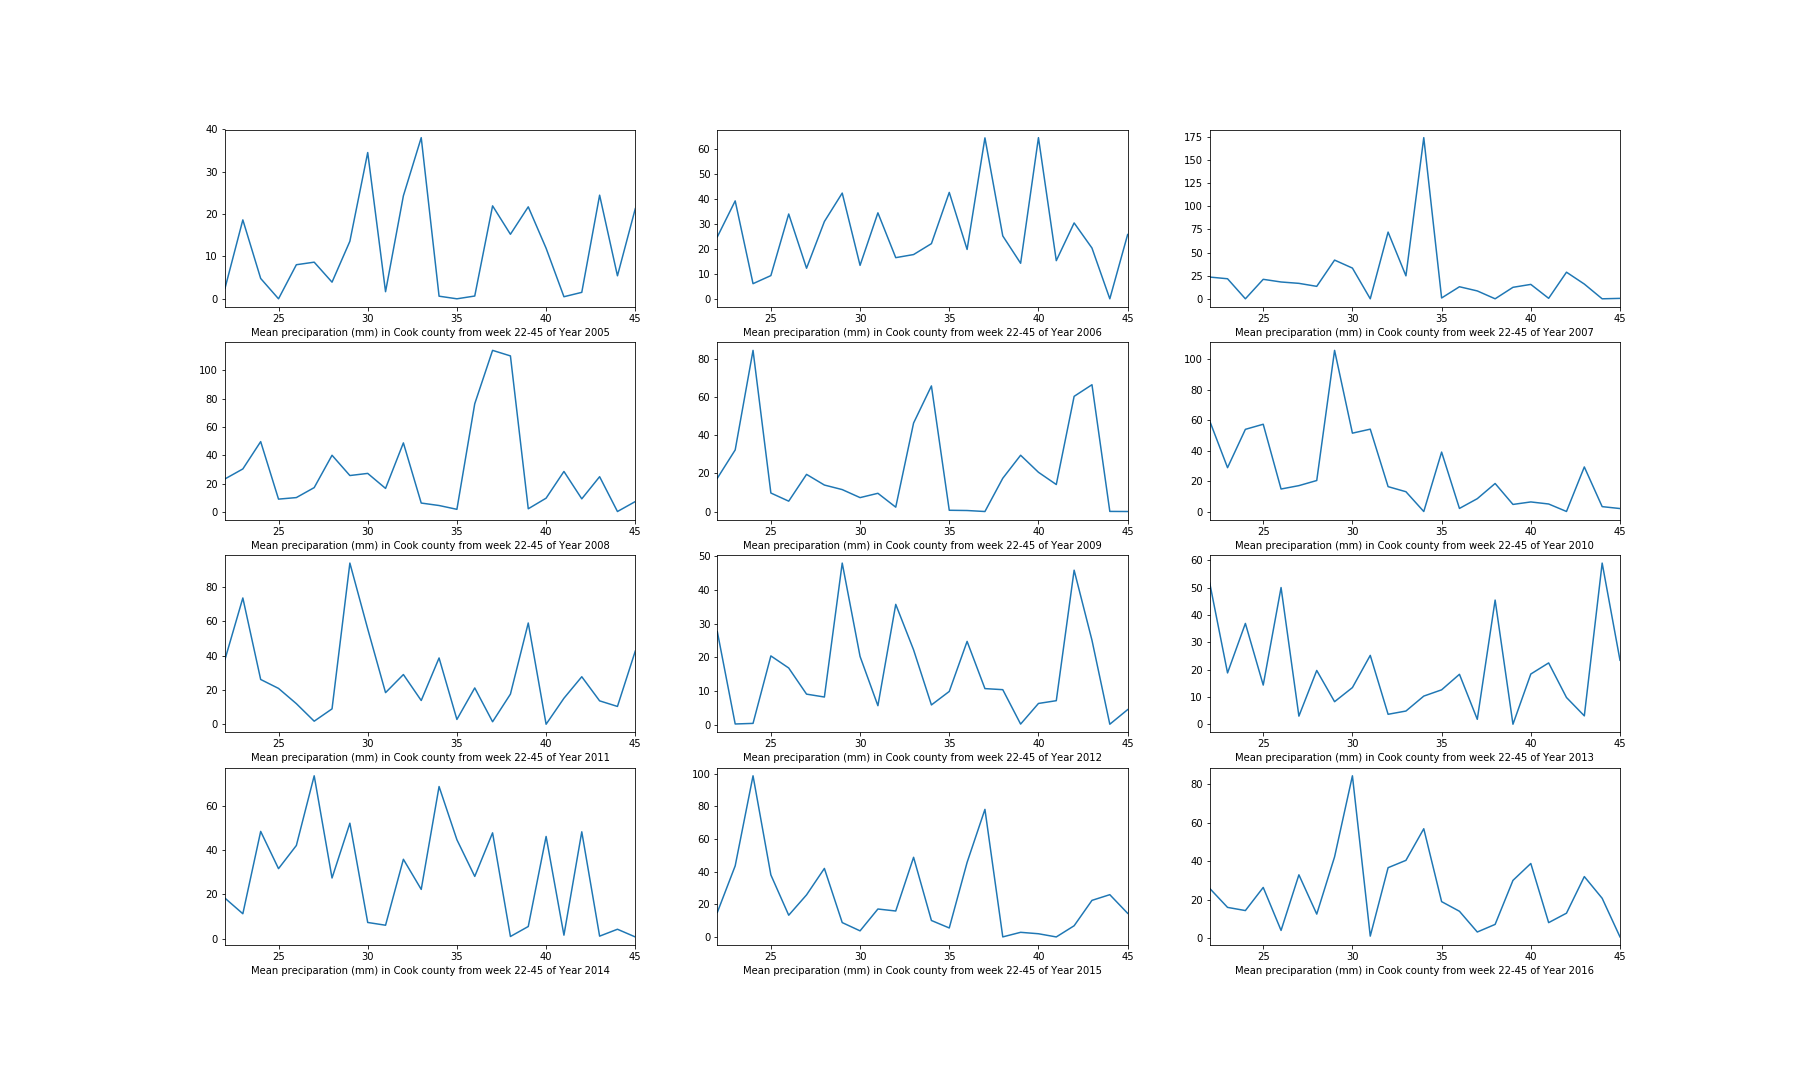 40
30
20
10
0
25 30 35 40 45
Mean preciparation (mm) in Cook county from week 22-45 of Year 2005
60
50
40
30
20
10
0
25 30 35 40 45
Mean preciparation (mm) in Cook county from week 22-45 of Year 2006
175
150
125
100
75
50
25
0
25 30 35 40 45
Mean preciparation (mm) in Cook county from week 22-45 of Year 2007
100
80
60
40
20
0
25 30 35 40 45
Mean preciparation (mm) in Cook county from week 22-45 of Year 2008
80
60
40
20
0
25 30 35 40 45
Mean preciparation (mm) in Cook county from week 22-45 of Year 2009
100
80
60
40
20
0
25 30 35 40 45
Mean preciparation (mm) in Cook county from week 22-45 of Year 2010
80
60
40
20
0
25 30 35 40 45
Mean preciparation (mm) in Cook county from week 22-45 of Year 2011
50
40
30
20
10
0
25 30 35 40 45
Mean preciparation (mm) in Cook county from week 22-45 of Year 2012
60
50
40
30
20
10
0
25 30 35 40 45
Mean preciparation (mm) in Cook county from week 22-45 of Year 2013
60
40
20
0
25 30 35 40 45
Mean preciparation (mm) in Cook county from week 22-45 of Year 2014
100
80
60
40
20
0
25 30 35 40 45
Mean preciparation (mm) in Cook county from week 22-45 of Year 2015
80
60
40
20
0
25 30 35 40 45
Mean preciparation (mm) in Cook county from week 22-45 of Year 2016